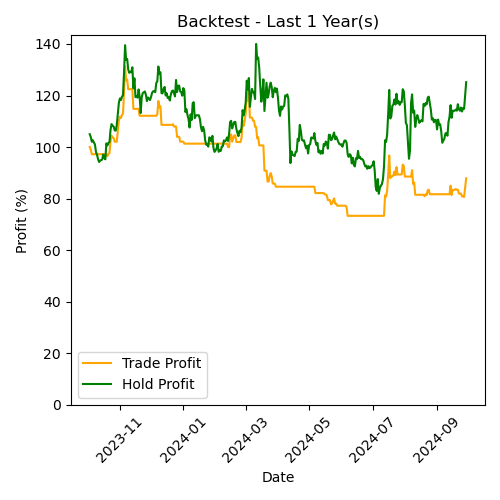 Backtest - Last 1 Year(s)
140
120
100
80
60
40
20
0
Profit (%)
Trade Profit
Hold Profit
2023-11
2024-01
2024-03
2024-05
2024-07
2024-09
Date